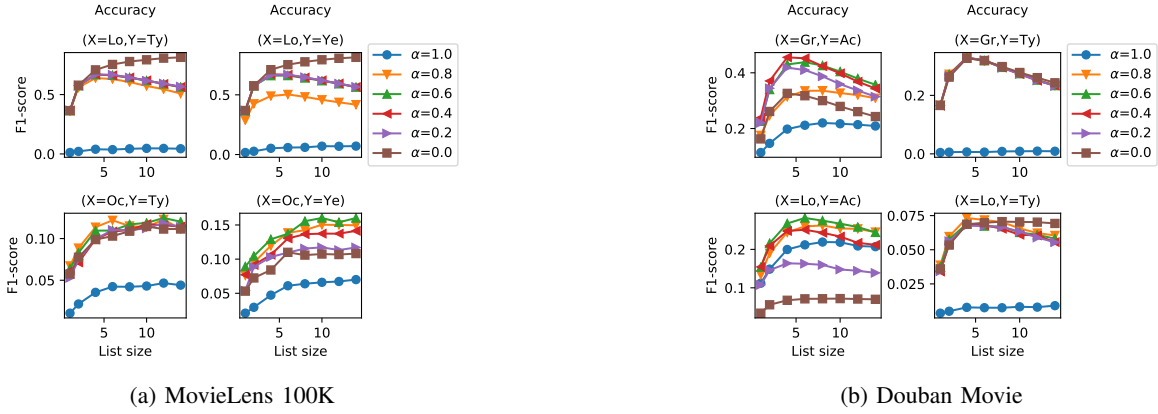 Accuracy
(X=Lo,Y=Ty)
(X=Lo,Y=Ye)
F1-score
0.5
0.0
5
10
5
10
α=1.0
α=0.8
α=0.6
α=0.4
α=0.2
α=0.0
(X=Oc,Y=Ty)
(X=Oc,Y=Ye)
F1-score
0.10
0.05
0.15
0.10
0.05
5
10
5
10
List size
List size
(a) MovieLens 100K
Accuracy
Accuracy
(X=Gr,Y=Ac)
(X=Gr,Y=Ty)
F1-score
0.4
0.2
0.2
0.0
5
10
5
10
α=1.0
α=0.8
α=0.6
α=0.4
α=0.2
α=0.0
(X=Lo,Y=Ac)
(X=Lo,Y=Ty)
F1-score
0.2
0.1
0.075
0.050
0.025
5
10
5
10
List size
List size
(b) Douban Movie